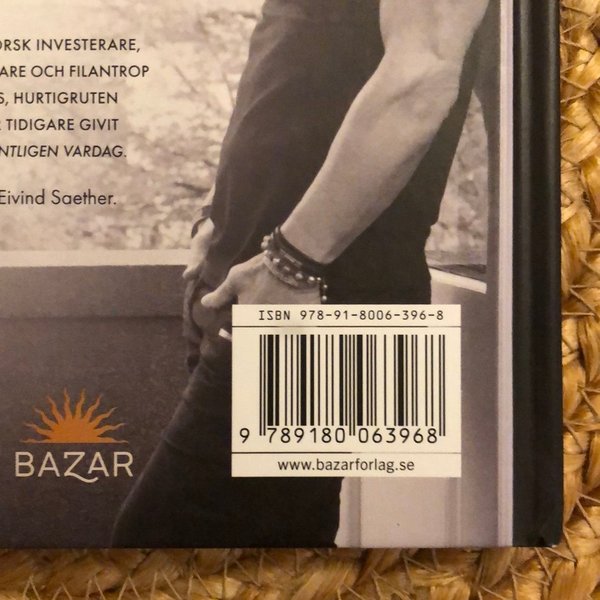 ORSK INVESTERARE,
ARE OCH FILANTROP
S, HURTIGRUTEN
R TIDIGARE GIVIT
NTLIGEN VARDAG.
Eivind Saether.
ISBN 978-91-8006-396-8
9 789180 063968
www.bazarforlag.se
BAZAR